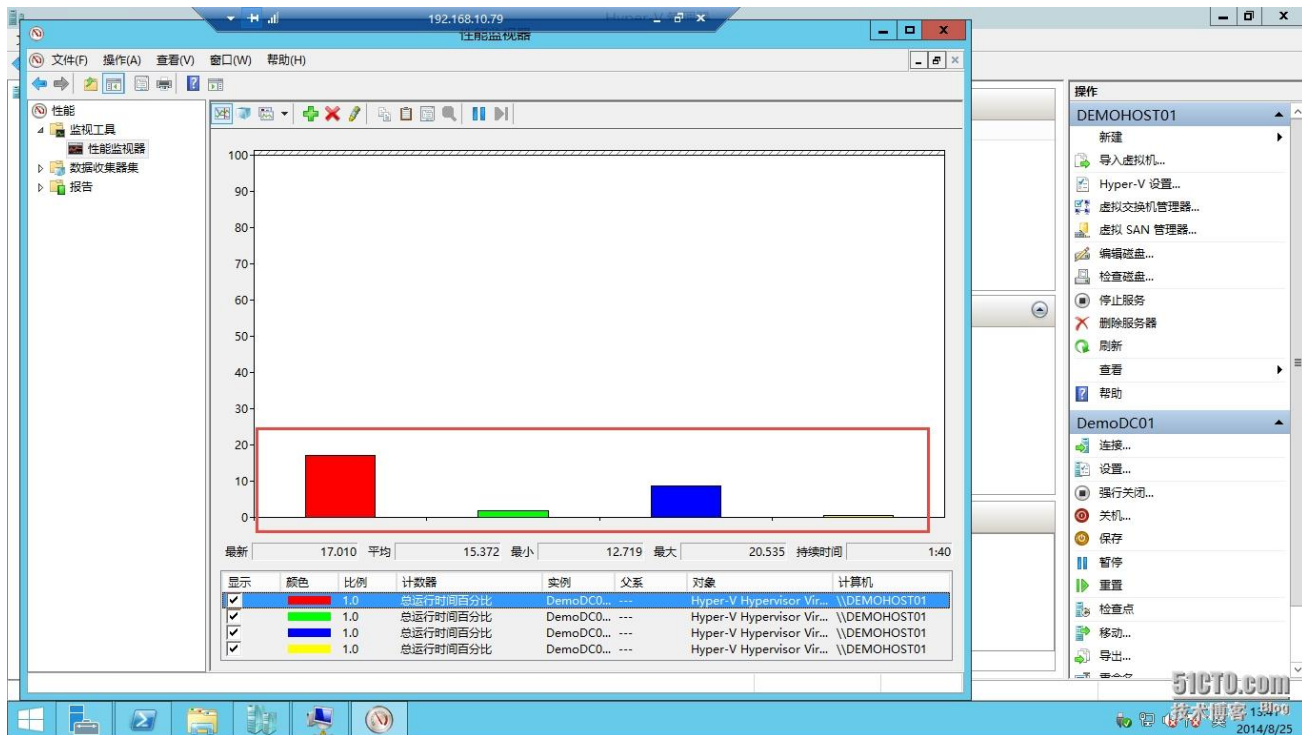 192.168.10.79
性能监视器
文件(F) 操作(A) 查看(V) 窗口(W) 帮助(H)
性能
监视工具
性能监视器
数据收集器集
报告
100
90
80
70
60
50
40
30
20
10
0
最新 17.010 平均 15.372 最小 12.719 最大 20.535 持续时间 1:40
显示 颜色 比例 计数器 实例 父系 对象 计算机
1.0 总运行时间百分比 DemoDC0... --- Hyper-V Hypervisor Vir... \\DEMOHOST01
1.0 总运行时间百分比 DemoDC0... --- Hyper-V Hypervisor Vir... \\DEMOHOST01
1.0 总运行时间百分比 DemoDC0... --- Hyper-V Hypervisor Vir... \\DEMOHOST01
1.0 总运行时间百分比 DemoDC0... --- Hyper-V Hypervisor Vir... \\DEMOHOST01
操作
DEMOHOST01
新建
导入虚拟机...
Hyper-V 设置...
虚拟交换机管理器...
虚拟 SAN 管理器...
编辑磁盘...
检查磁盘...
停止服务
删除服务器
刷新
查看
帮助
DemoDC01
连接...
设置...
强行关闭...
关机...
保存
暂停
重置
检查点
移动...
导出...
51CTO.com
技术博客 Blog
2014/8/25